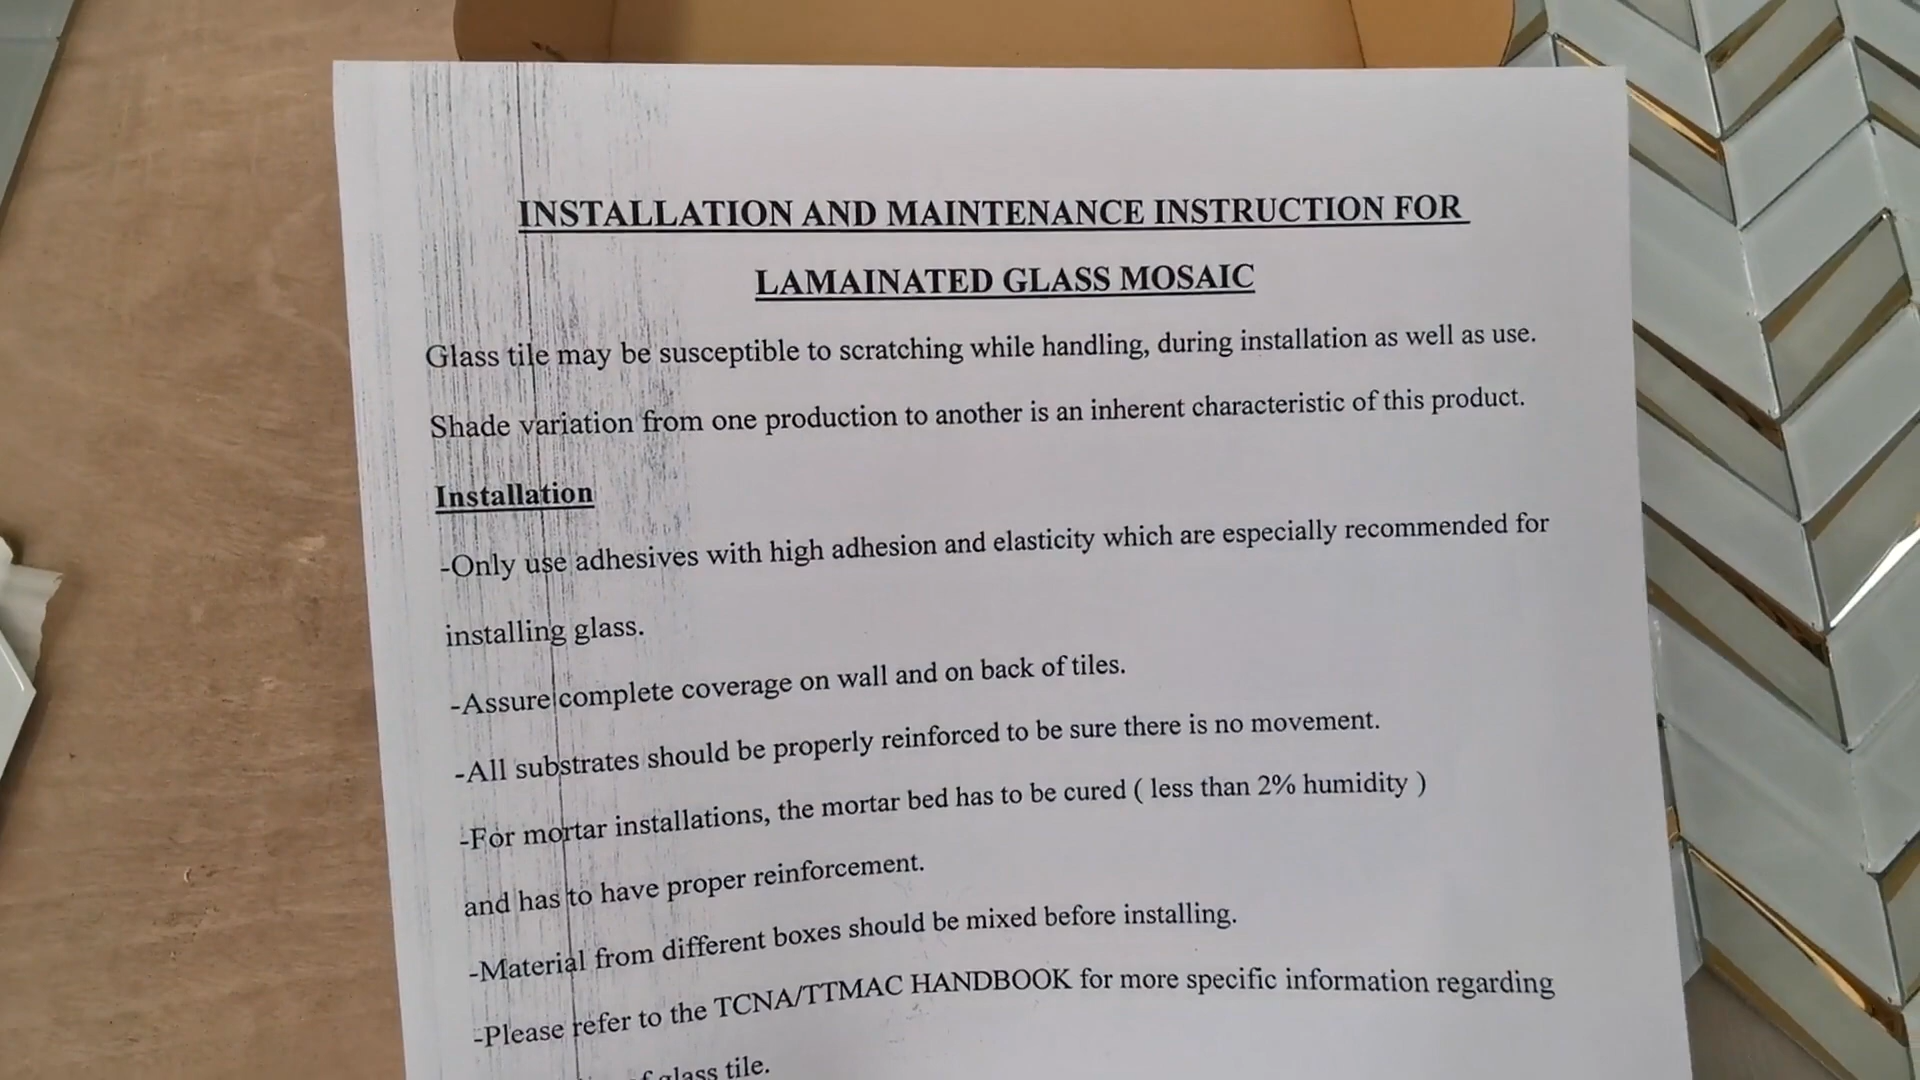 INSTALLATION AND MAINTENANCE INSTRUCTION FOR
LAMAINATED GLASS MOSAIC
Glass tile may be susceptible to scratching while handling, during installation as well as use.
Shade variation from one production to another is an inherent characteristic of this product.
Installation
-Only use adhesives with high adhesion and elasticity which are especially recommended for
installing glass.
-Assure complete coverage on wall and on back of tiles.
-All substrates should be properly reinforced to be sure there is no movement.
-For mortar installations, the mortar bed has to be cured ( less than 2% humidity )
and has to have proper reinforcement.
-Material from different boxes should be mixed before installing.
-Please refer to the TCNA/TTMAC HANDBOOK for more specific information regarding
glass tile.